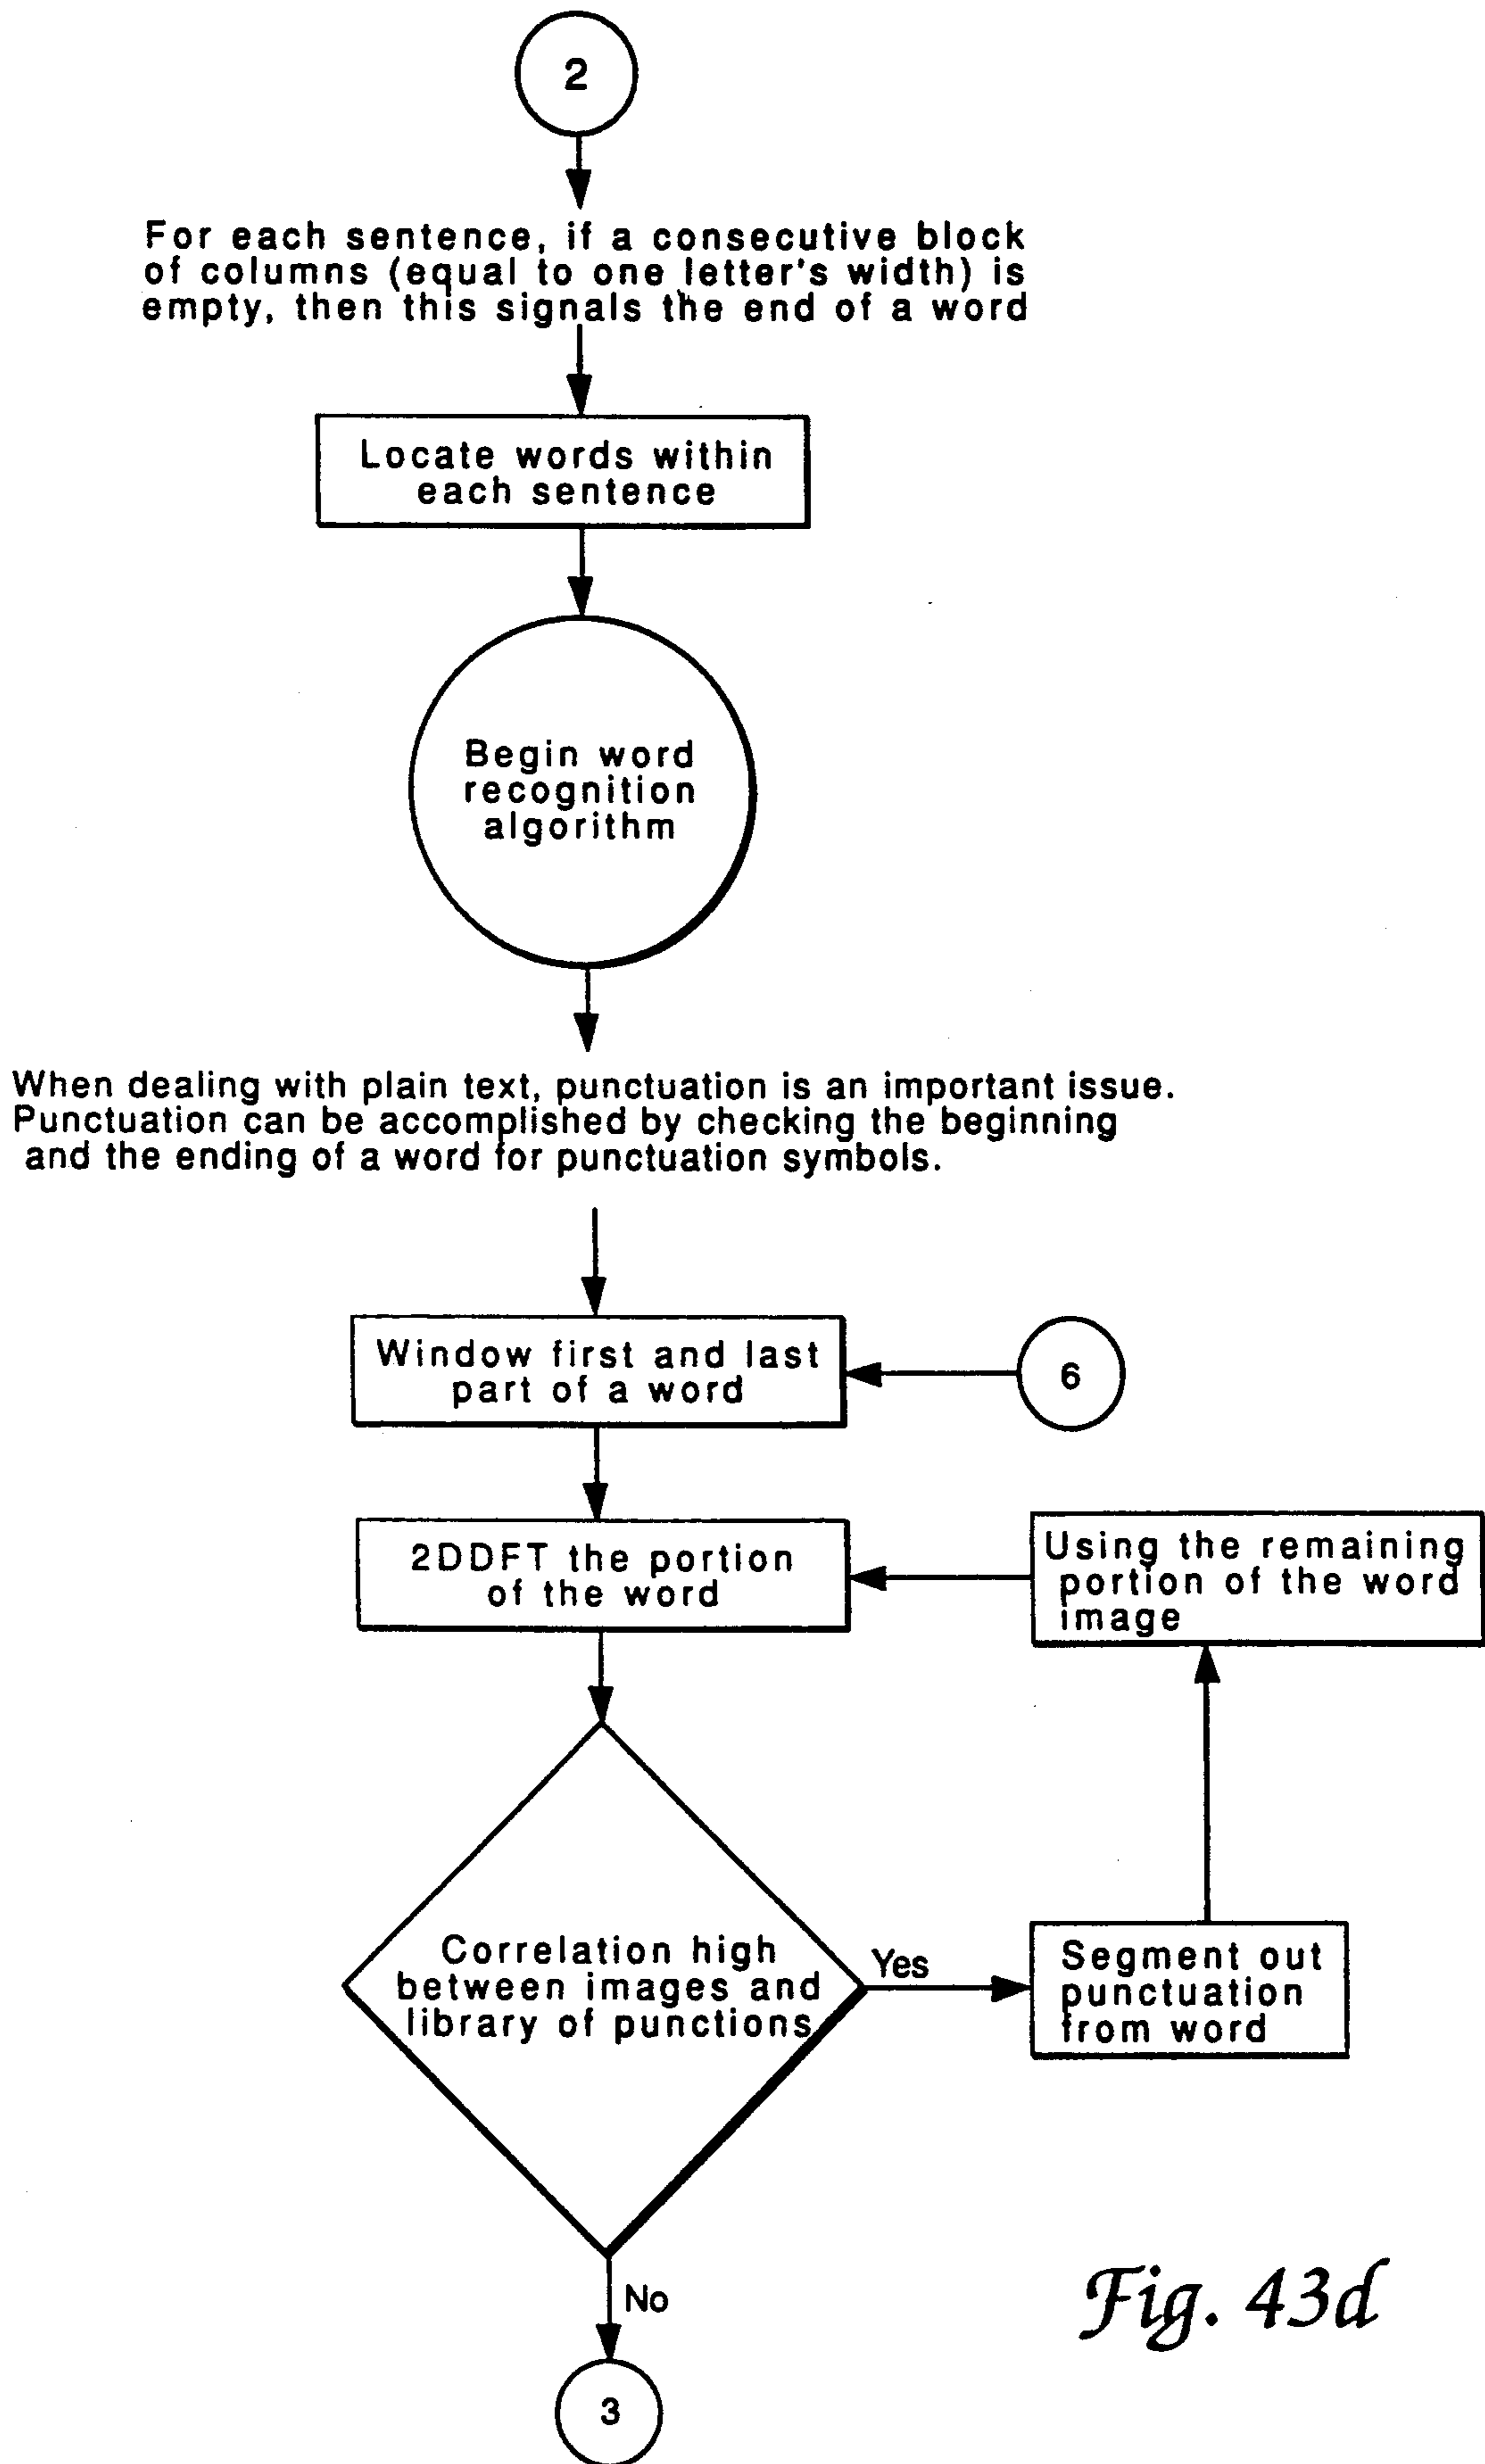 2
For each sentence, if a consecutive block
of columns (equal to one letter's width) is
empty, then this signals the end of a word
Locate words within
each sentence
Begin word
recognition
algorithm
When dealing with plain text, punctuation is an important issue.
Punctuation can be accomplished by checking the beginning
and the ending of a word for punctuation symbols.
Window first and last
part of a word
6
2DDFT the portion
of the word
Using the remaining
portion of the word
image
Correlation high
between images and
library of punctions
Yes
Segment out
punctuation
from word
No
3
Fig. 43d